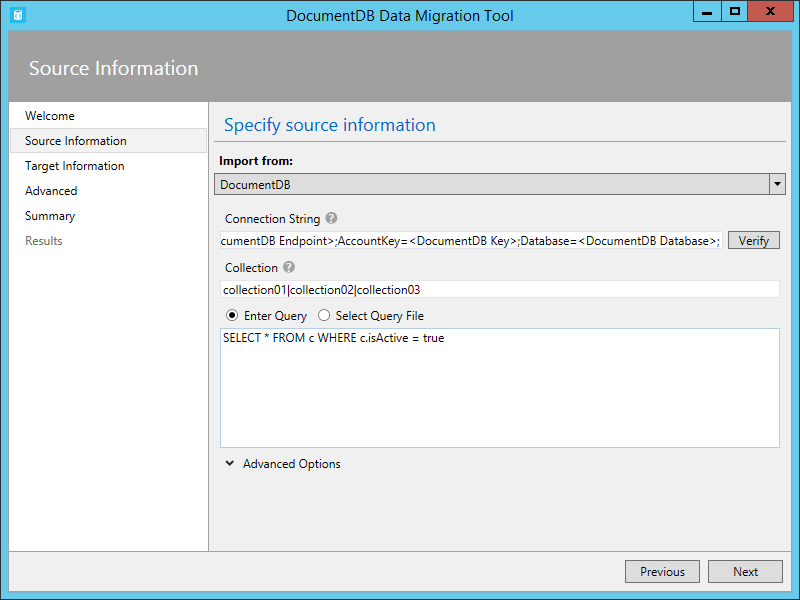 DocumentDB Data Migration Tool
Source Information
Welcome
Source Information
Target Information
Advanced
Summary
Results
Specify source information
Import from:
DocumentDB
Connection String ?
cumentDB Endpoint>;AccountKey=<DocumentDB Key>;Database=<DocumentDB Database>; Verify
Collection ?
collection01|collection02|collection03
Enter Query Select Query File
SELECT * FROM c WHERE c.isActive = true
Advanced Options
Previous Next